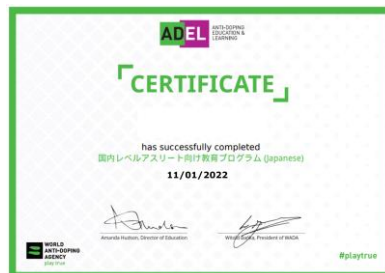 ADEL
ANTI-DOPING
EDUCATION &
LEARNING
CERTIFICATE
has successfully completed
国内レベルアスリート向け教育プログラム (Japanese)
11/01/2022
Amanda Hudson, Director of Education
Witold Bańka, President of WADA
WORLD
ANTI-DOPING
AGENCY
play true
#playtrue